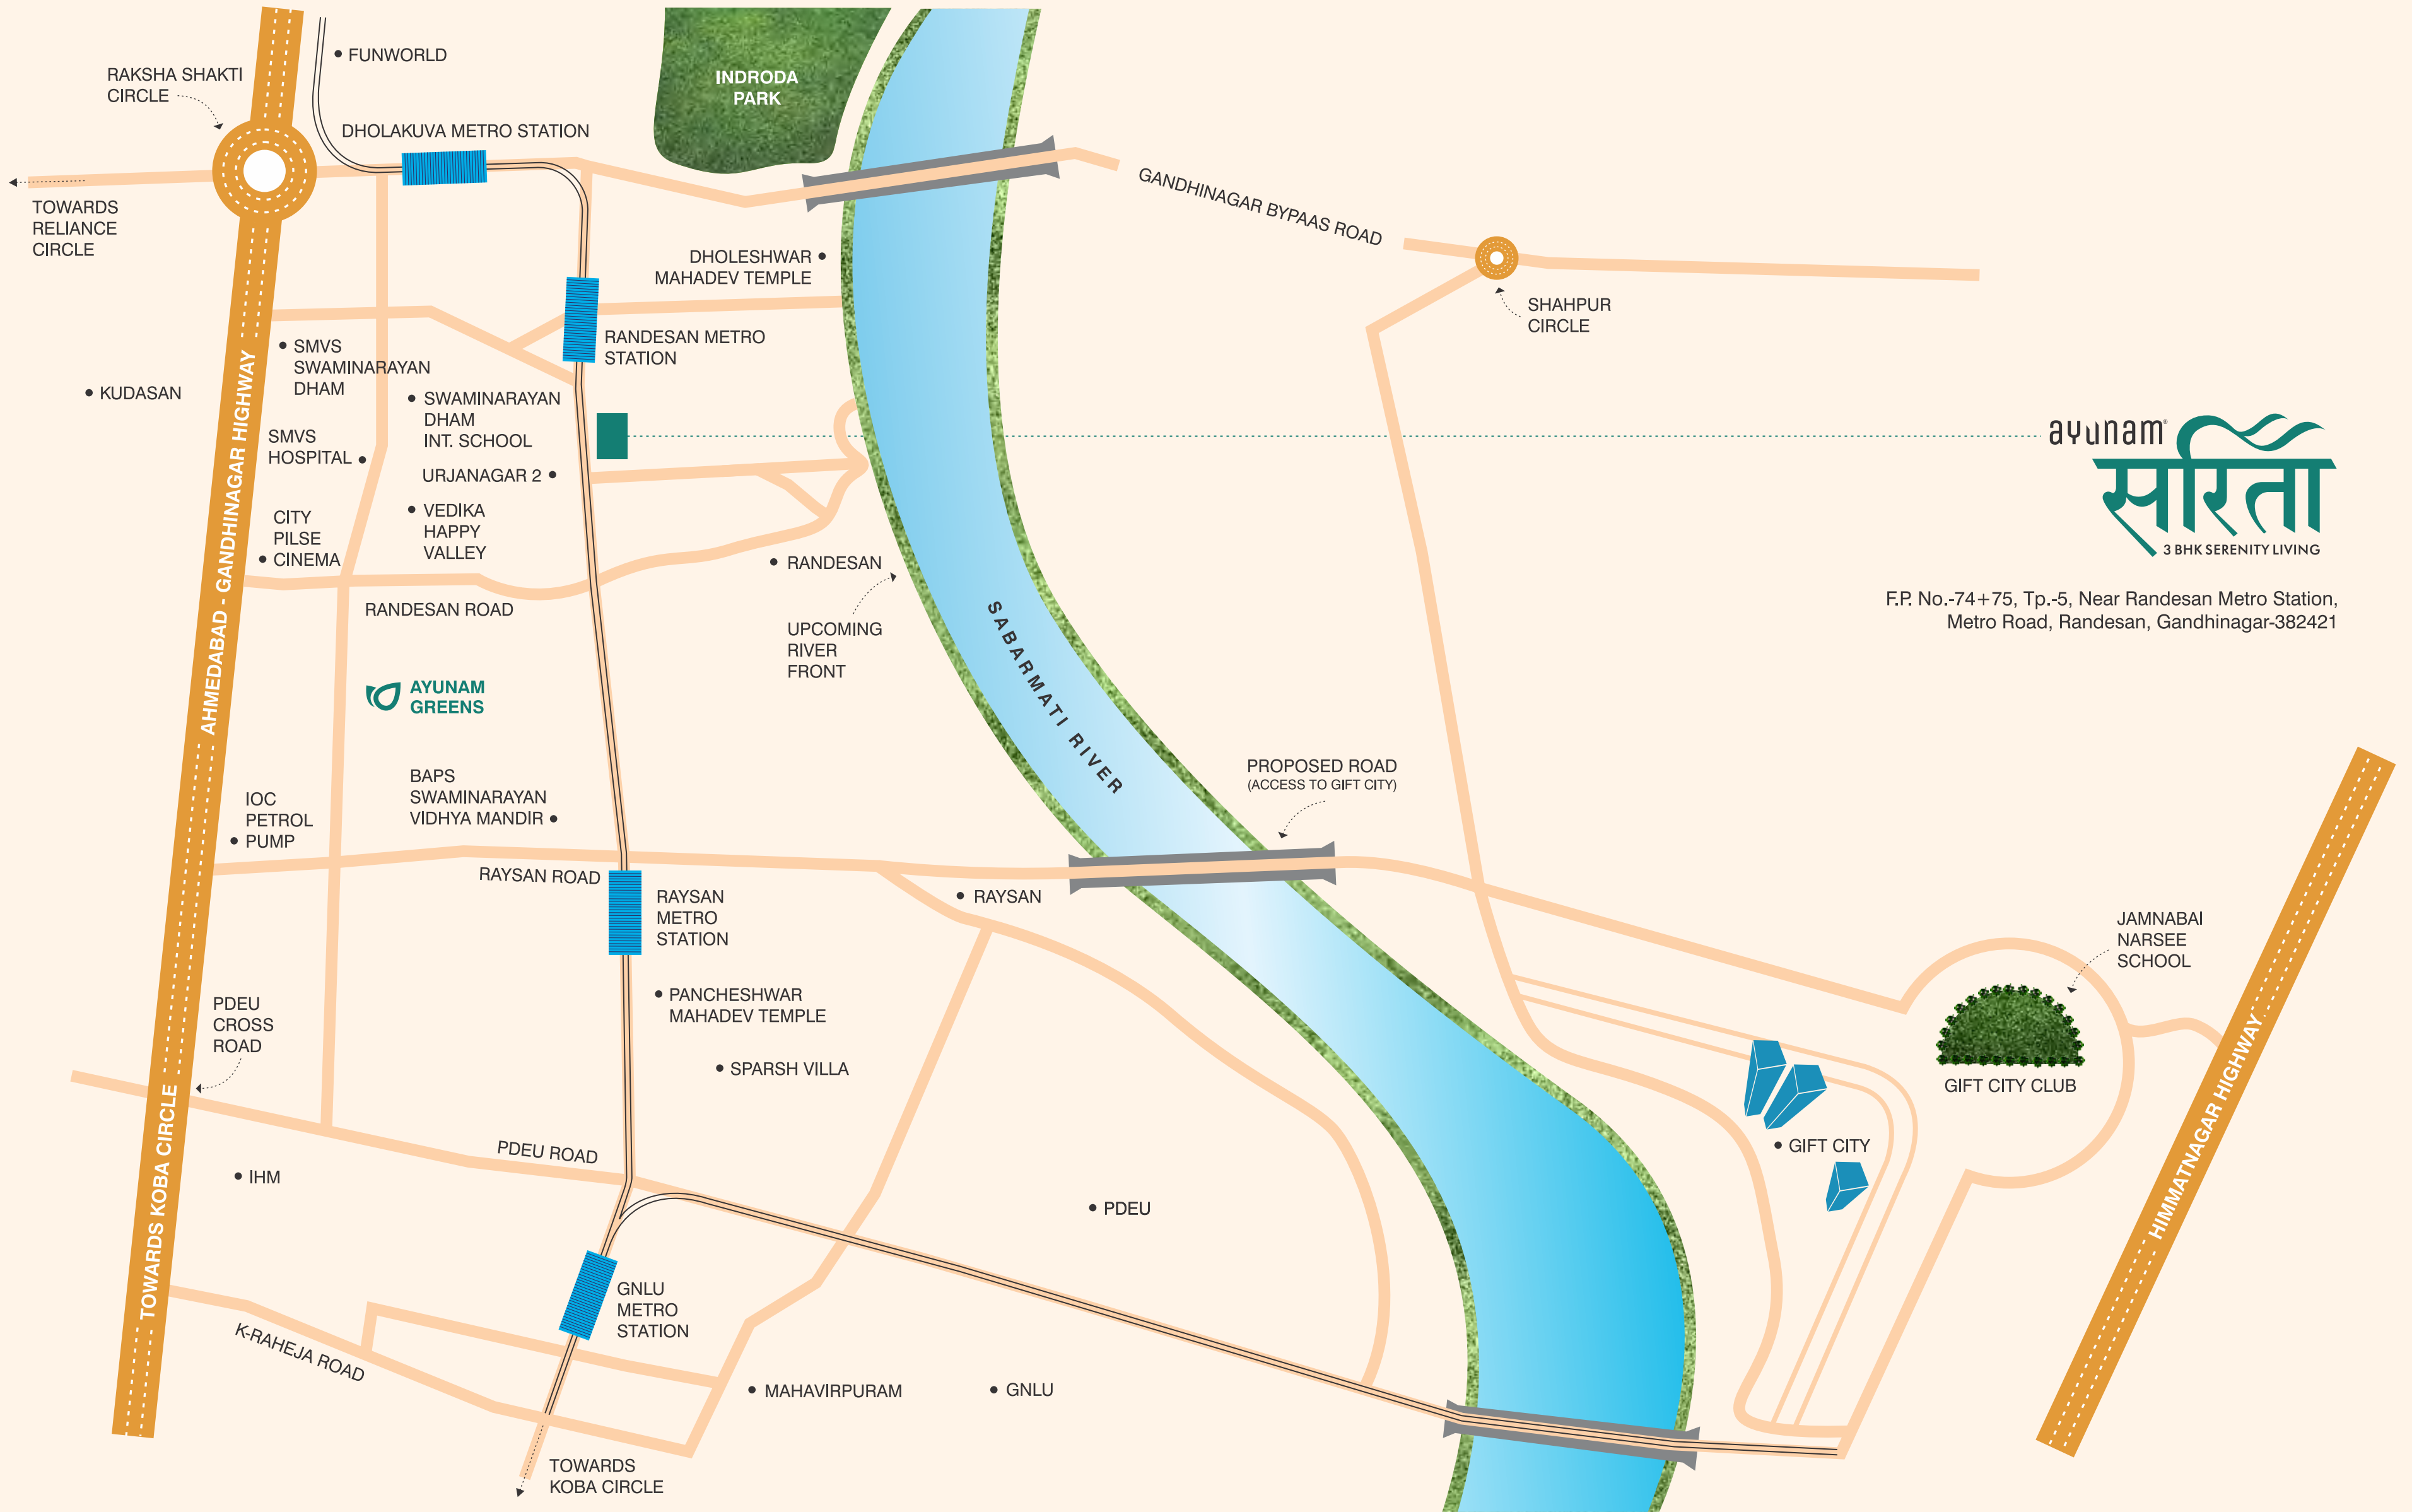 FUNWORLD
RAKSHA SHAKTI
CIRCLE
DHOLAKUVA METRO STATION
INDRODA
PARK
TOWARDS
RELIANCE
CIRCLE
GANDHINAGAR BYPAAS ROAD
DHOLESHWAR
MAHADEV TEMPLE
SHAHPUR
CIRCLE
RANDESAN METRO
STATION
SMVS
SWAMINARAYAN
DHAM
KUDASAN
SWAMINARAYAN
DHAM
INT. SCHOOL
SMVS
HOSPITAL
URJANAGAR 2
VEDIKA
HAPPY
VALLEY
CITY
PILSE
CINEMA
AHMEDABAD - GANDHINAGAR HIGHWAY
RANDESAN
RANDESAN ROAD
UPCOMING
RIVER
FRONT
SABARMATI RIVER
ayunam®
सरिता
3 BHK SERENITY LIVING
F.P. No.-74+75, Tp.-5, Near Randesan Metro Station,
Metro Road, Randesan, Gandhinagar-382421
AYUNAM
GREENS
BAPS
SWAMINARAYAN
VIDHYA MANDIR
IOC
PETROL
PUMP
PROPOSED ROAD
(ACCESS TO GIFT CITY)
RAYSAN ROAD
RAYSAN
METRO
STATION
RAYSAN
JAMNABAI
NARSEE
SCHOOL
PANCHESHWAR
MAHADEV TEMPLE
PDEU
CROSS
ROAD
SPARSH VILLA
GIFT CITY CLUB
GIFT CITY
HIMMATNAGAR HIGHWAY
TOWARDS KOBA CIRCLE
PDEU ROAD
IHM
PDEU
GNLU
METRO
STATION
K-RAHEJA ROAD
MAHAVIRPURAM
GNLU
TOWARDS
KOBA CIRCLE